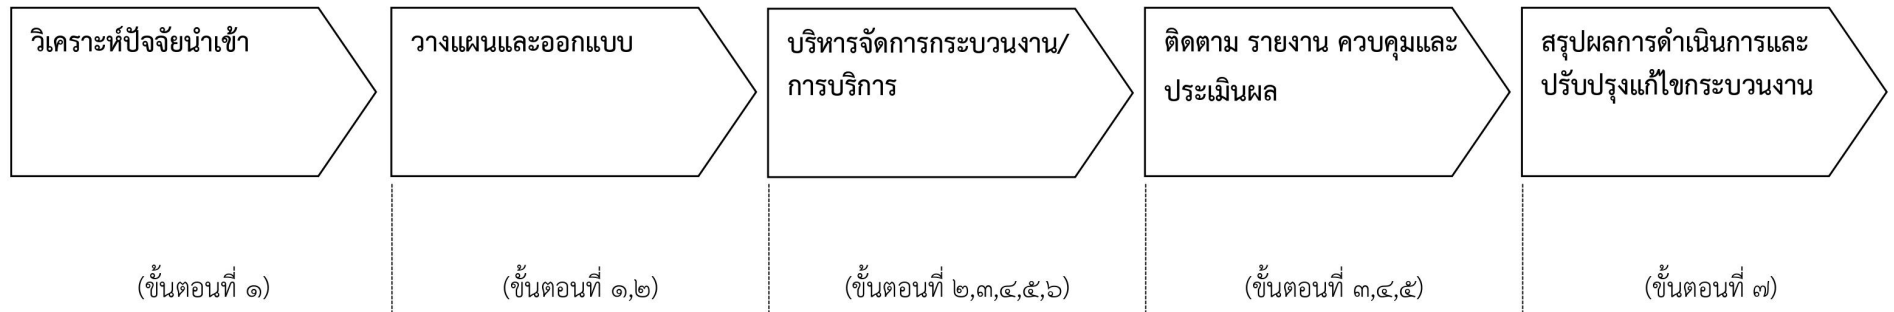 วิเคราะห์ปัจจัยนำเข้า
วางแผนและออกแบบ
บริหารจัดการกระบวนงาน/
การบริการ
ติดตาม รายงาน ควบคุมและ
ประเมินผล
สรุปผลการดำเนินการและ
ปรับปรุงแก้ไขกระบวนงาน
(ขั้นตอนที่ ๑)
(ขั้นตอนที่ ๑,๒)
(ขั้นตอนที่ ๒,๓,๔,๕,๖)
(ขั้นตอนที่ ๓,๔,๕)
(ขั้นตอนที่ ๗)